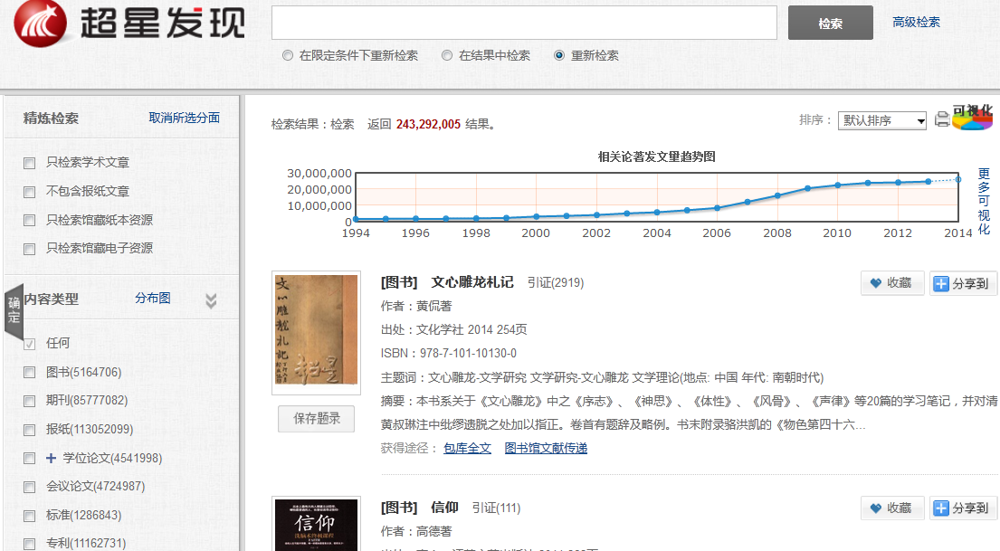 超星发现
检索
高级检索
在限定条件下重新检索 在结果中检索 重新检索
精炼检索 取消所选分面
只检索学术文章
不包含报纸文章
只检索馆藏纸本资源
只检索馆藏电子资源
确定
内容类型 分布图
任何
图书(5164706)
期刊(85777082)
报纸(113052099)
学位论文(4541998)
会议论文(4724987)
标准(1286843)
专利(11162731)
检索结果：检索 返回 243,292,005 结果。
排序： 默认排序 可视化
相关论著发文量趋势图
30,000,000
20,000,000
10,000,000
0
1994 1996 1998 2000 2002 2004 2006 2008 2010 2012 2014
更多可视化
文心雕龙札记
[图书] 文心雕龙札记 引证(2919)
收藏 分享到
作者：黄侃著
出处：文化学社 2014 254页
ISBN：978-7-101-10130-0
主题词：文心雕龙-文学研究 文学研究-文心雕龙 文学理论(地点: 中国 年代: 南朝时代)
摘要：本书系关于《文心雕龙》中之《序志》、《神思》、《体性》、《风骨》、《声律》等20篇的学习笔记，并对清
黄叔琳注中纰缪遗脱之处加以指正。卷首有题辞及略例。书末附录骆洪凯的《物色第四十六...
保存题录
获得途径： 包库全文 图书馆文献传递
信仰
[图书] 信仰 引证(111)
收藏 分享到
作者：高德著